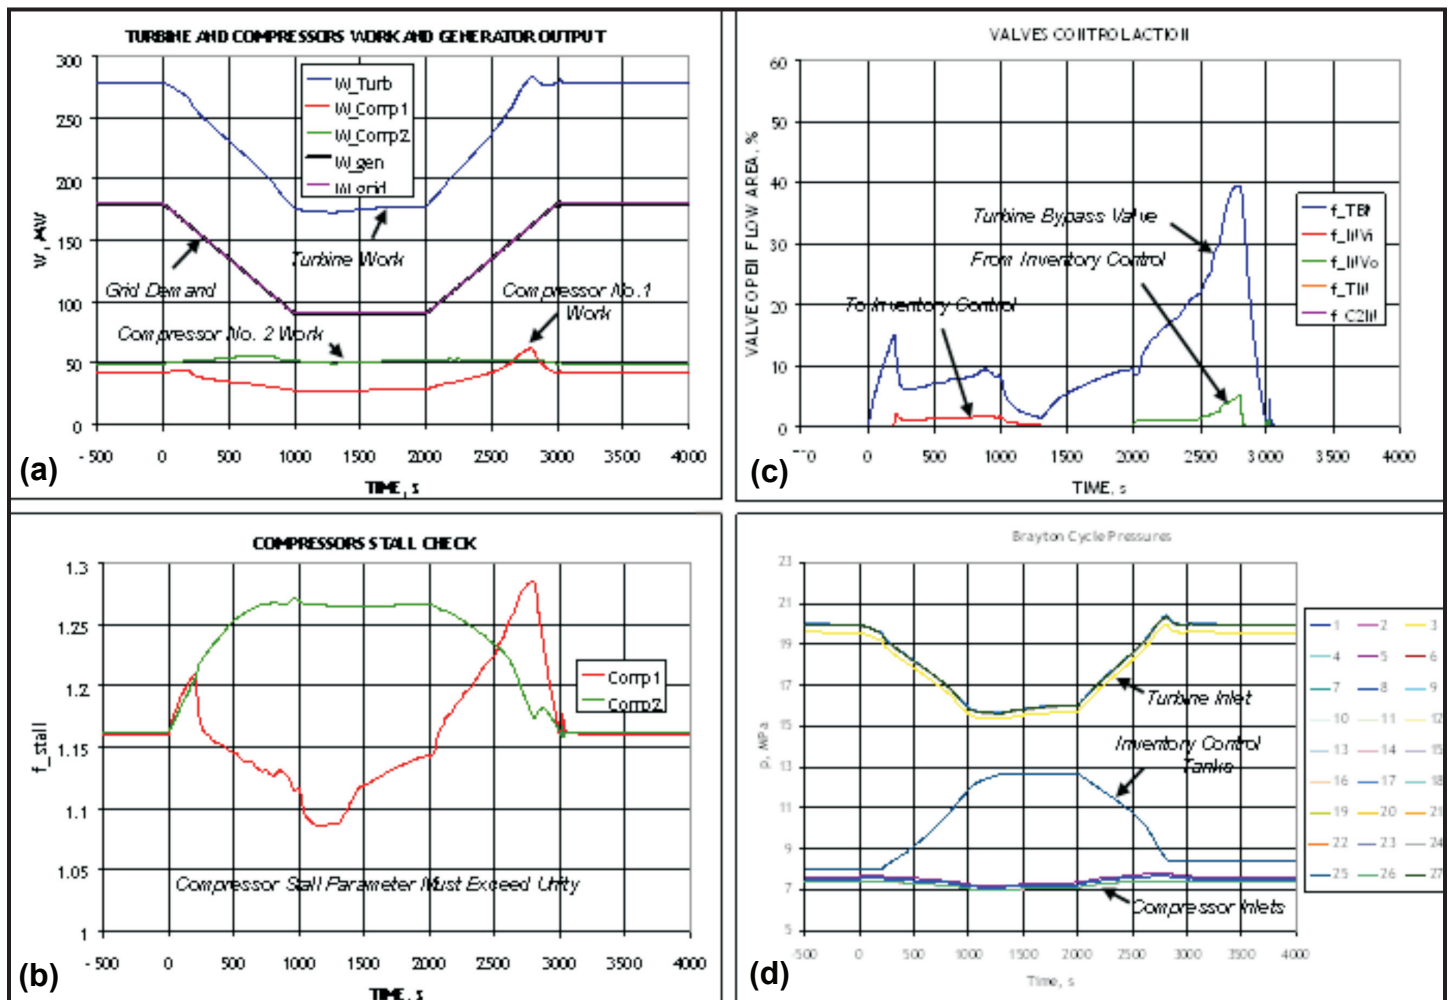 TURBINE AND COMPRESSORS WORK AND GENERATOR OUTPUT
300
250
200
150
100
50
0
W, MW
W_Turb
W_Comp1
W_Comp2
W_gen
W_grid
Turbine Work
Grid Demand
Compressor No.1
Work
Compressor No. 2 Work
-500 0 500 1000 1500 2000 2500 3000 3500 4000
TIME, s
(a)
VALVES CONTROL ACTION
60
50
40
30
20
10
0
VALVE OPEN FLOW AREA, %
Turbine Bypass Valve
From Inventory Control
To Inventory Control
f_TBV
f_INVi
f_INVo
f_TIN
f_C2IN
0 500 1000 1500 2000 2500 3000 3500 4000
TIME, s
(c)
COMPRESSORS STALL CHECK
1.3
1.25
1.2
1.15
1.1
1.05
1
f_stall
Comp1
Comp2
Compressor Stall Parameter Must Exceed Unity
-500 0 500 1000 1500 2000 2500 3000 3500 4000
TIME, s
(b)
Brayton Cycle Pressures
23
21
19
17
15
13
11
9
7
5
p, MPa
Turbine Inlet
Inventory Control
Tanks
Compressor Inlets
1 2 3
4 5 6
7 8 9
10 11 12
13 14 15
16 17 18
19 20 21
22 23 24
25 26 27
-500 0 500 1000 1500 2000 2500 3000 3500 4000
Time, s
(d)